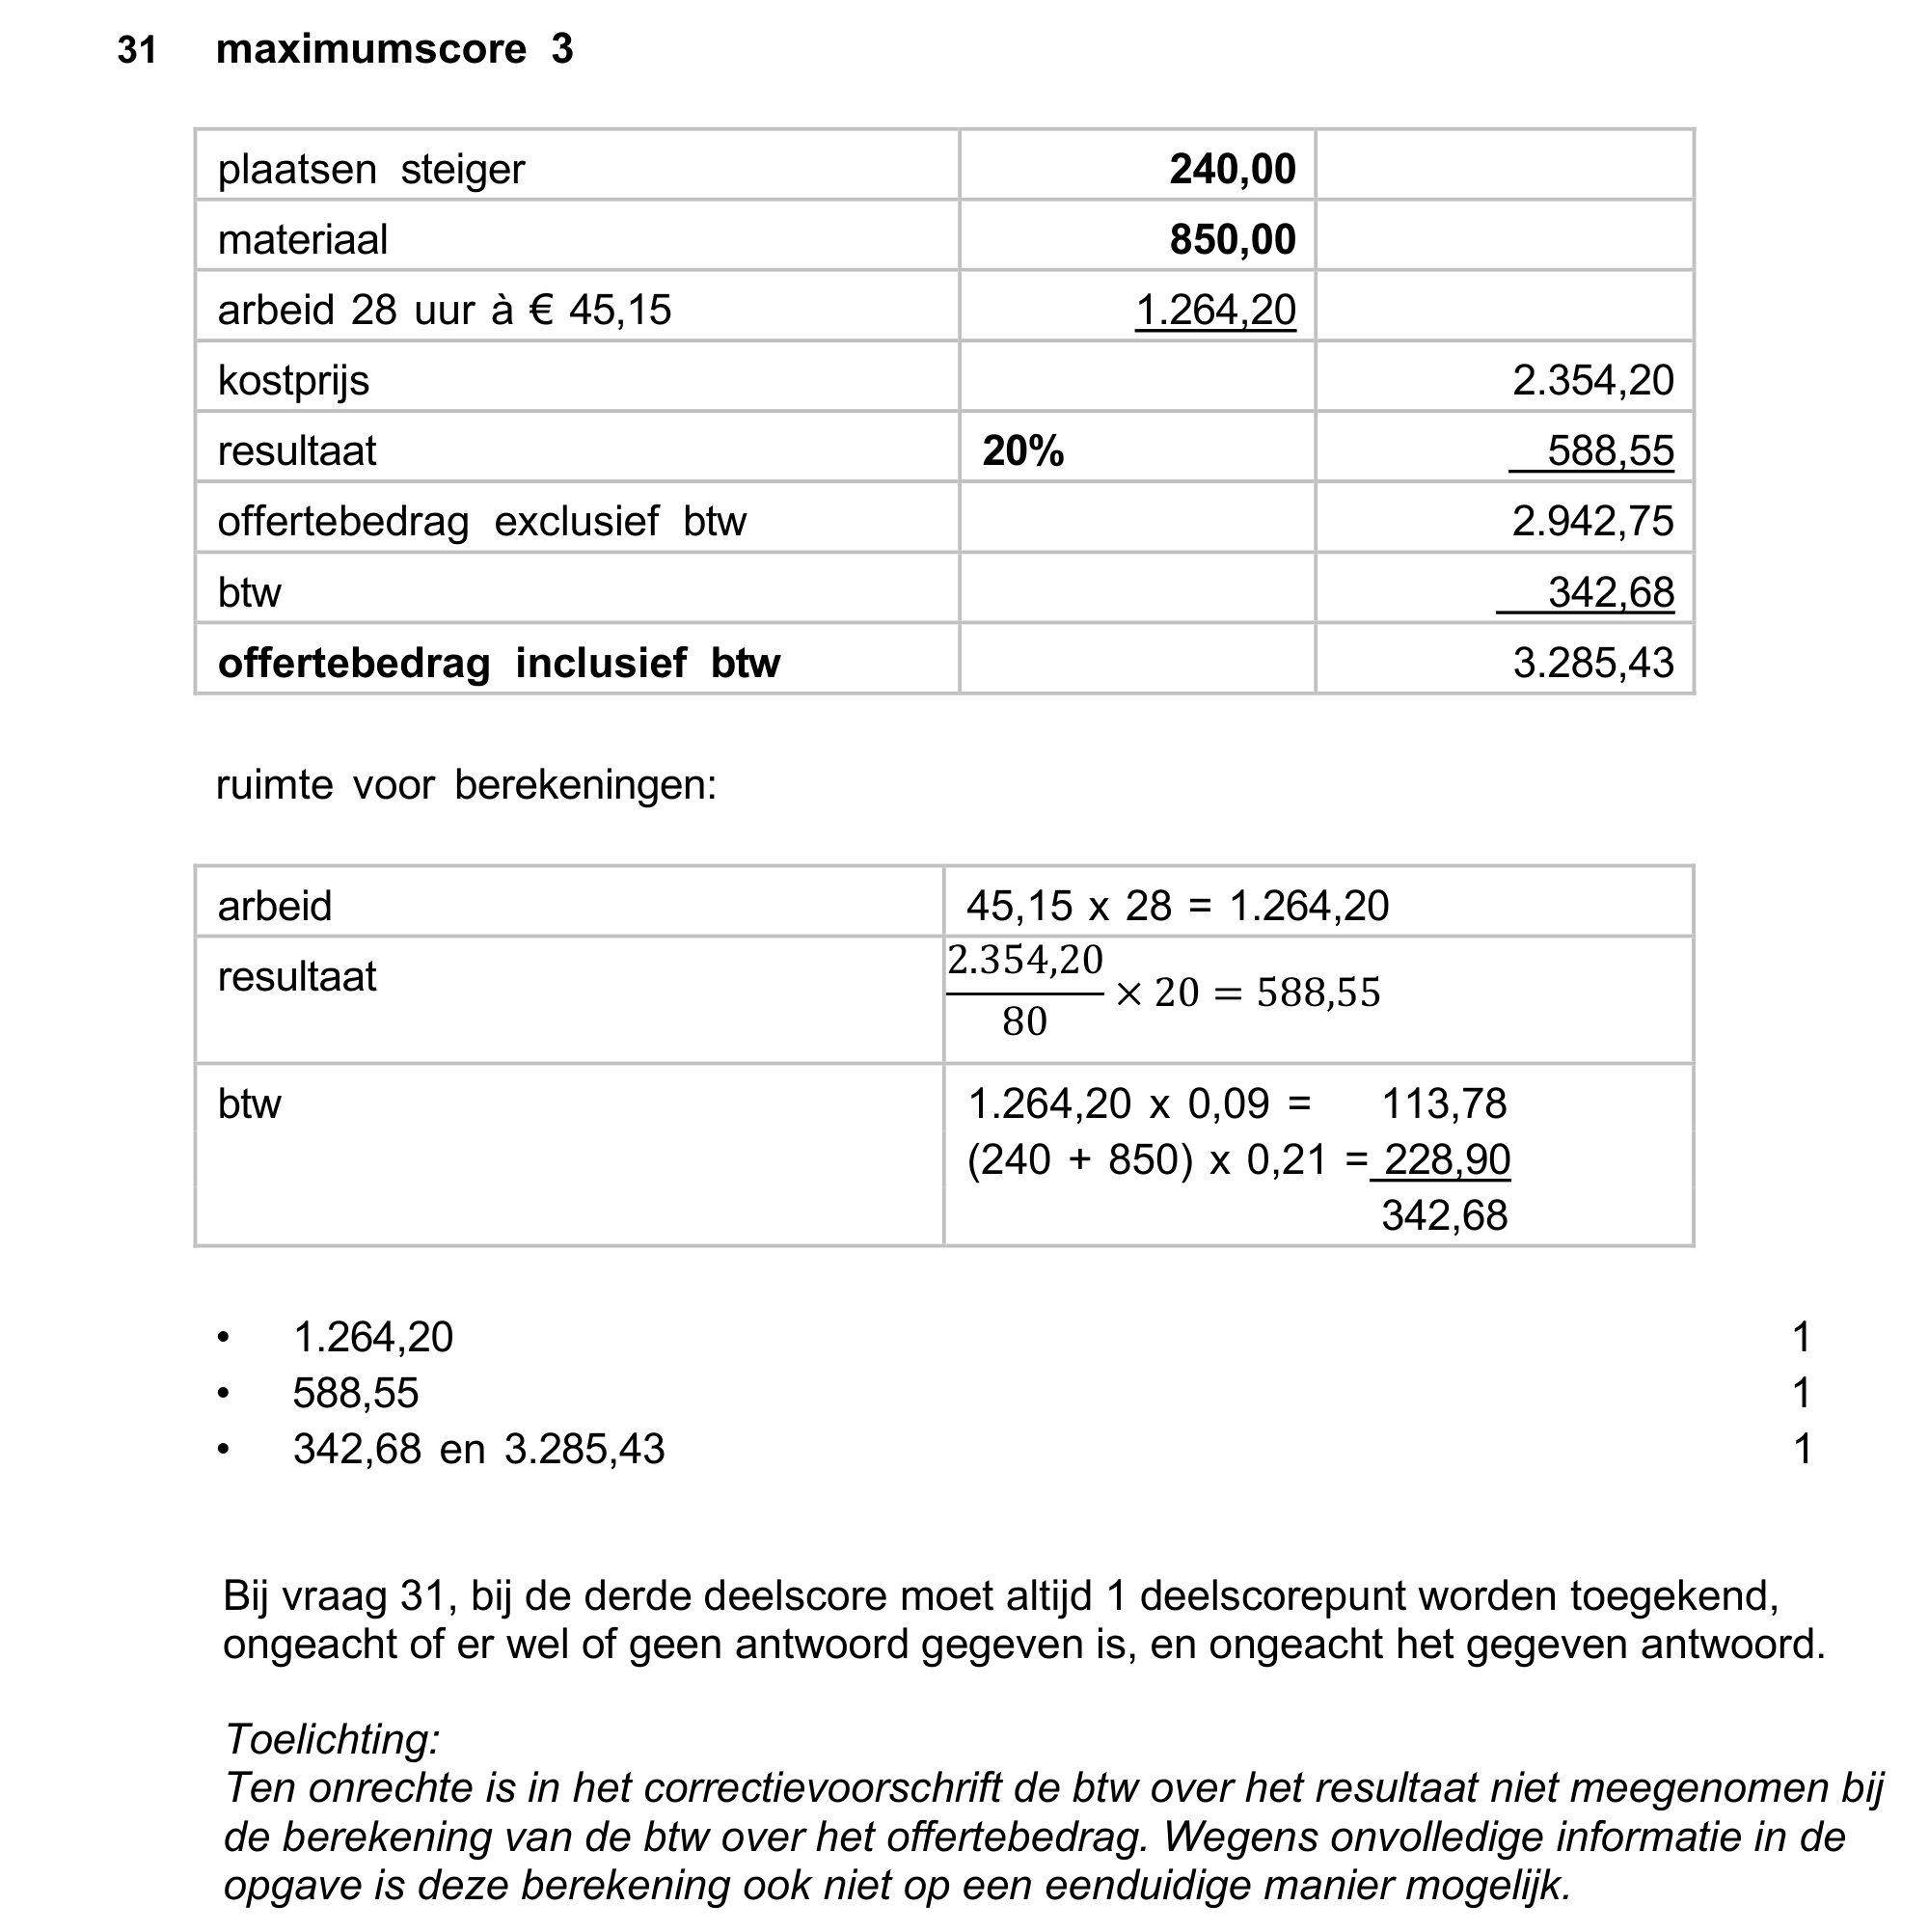 31 maximumscore 3
plaatsen steiger 240,00
materiaal 850,00
arbeid 28 uur à € 45,15 1.264,20
kostprijs 2.354,20
resultaat 20% 588,55
offertebedrag exclusief btw 2.942,75
btw 342,68
offertebedrag inclusief btw 3.285,43
ruimte voor berekeningen:
arbeid 45,15 x 28 = 1.264,20
resultaat 2.354,20/80 × 20 = 588,55
btw 1.264,20 x 0,09 = 113,78
(240 + 850) x 0,21 = 228,90
342,68
• 1.264,20 1
• 588,55 1
• 342,68 en 3.285,43 1
Bij vraag 31, bij de derde deelscore moet altijd 1 deelscorepunt worden toegekend,
ongeacht of er wel of geen antwoord gegeven is, en ongeacht het gegeven antwoord.
Toelichting:
Ten onrechte is in het correctievoorschrift de btw over het resultaat niet meegenomen bij
de berekening van de btw over het offertebedrag. Wegens onvolledige informatie in de
opgave is deze berekening ook niet op een eenduidige manier mogelijk.